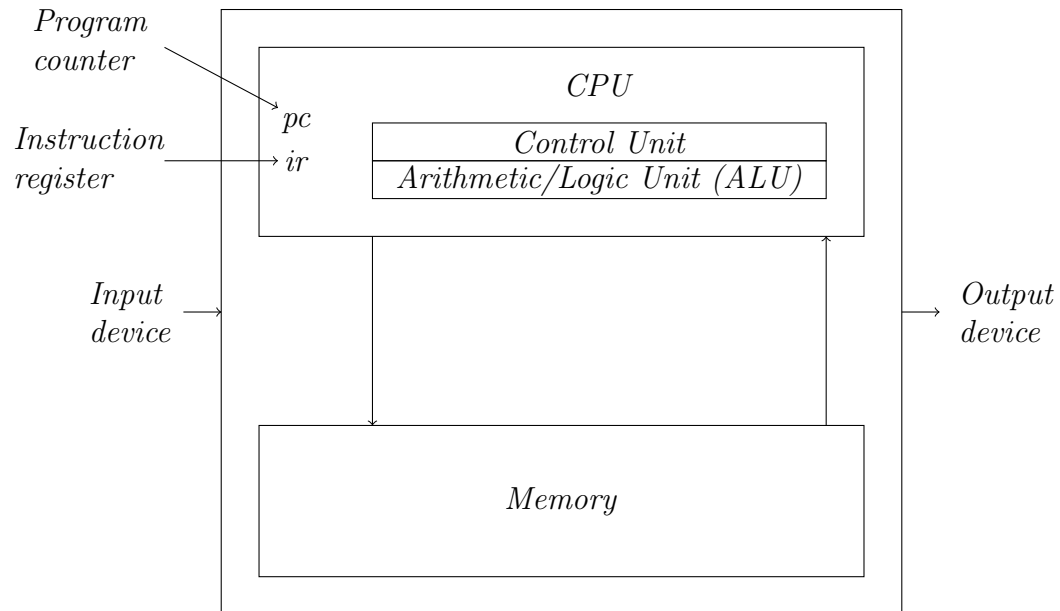 Program
counter
CPU
pc
Control Unit
Instruction
register
ir
Arithmetic/Logic Unit (ALU)
Input
device
Output
device
Memory